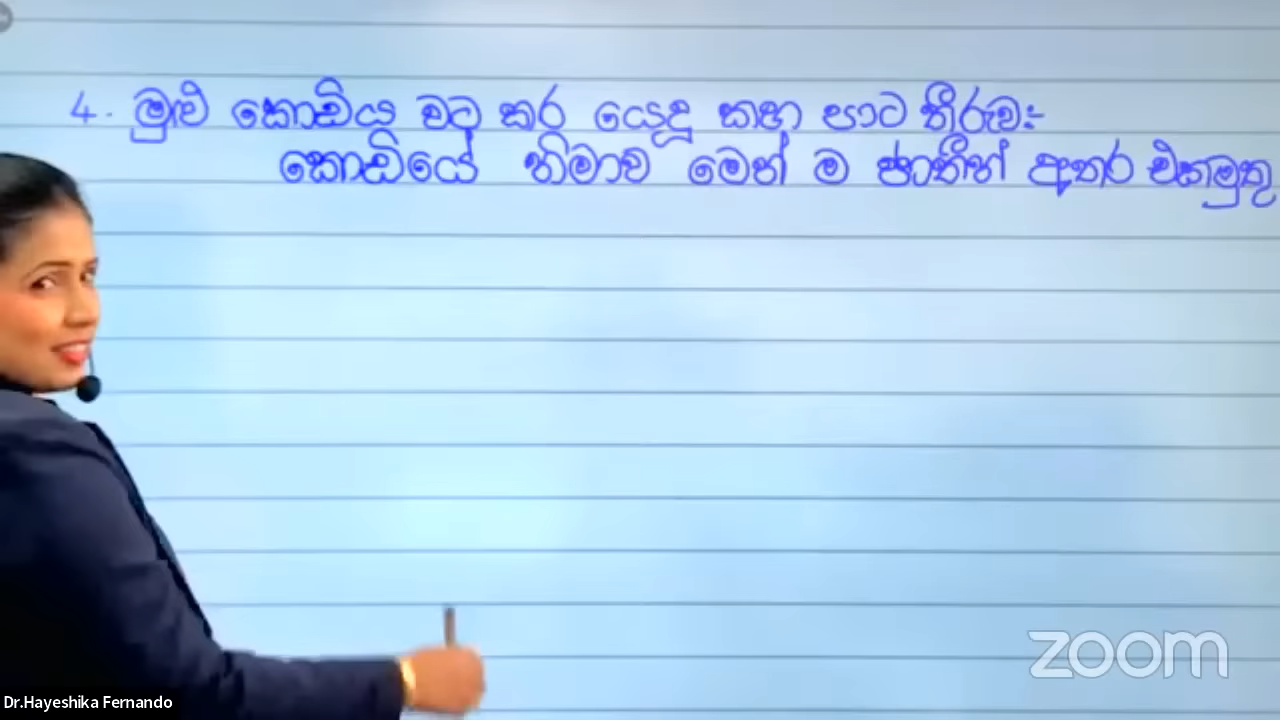 4. මුළු කොඩිය වට කර යෙදූ කහ පාට තීරුව:-
කොඩියේ නිමාව මෙන් ම ජාතීන් අතර එකමුතු
zoom
Dr.Hayeshika Fernando